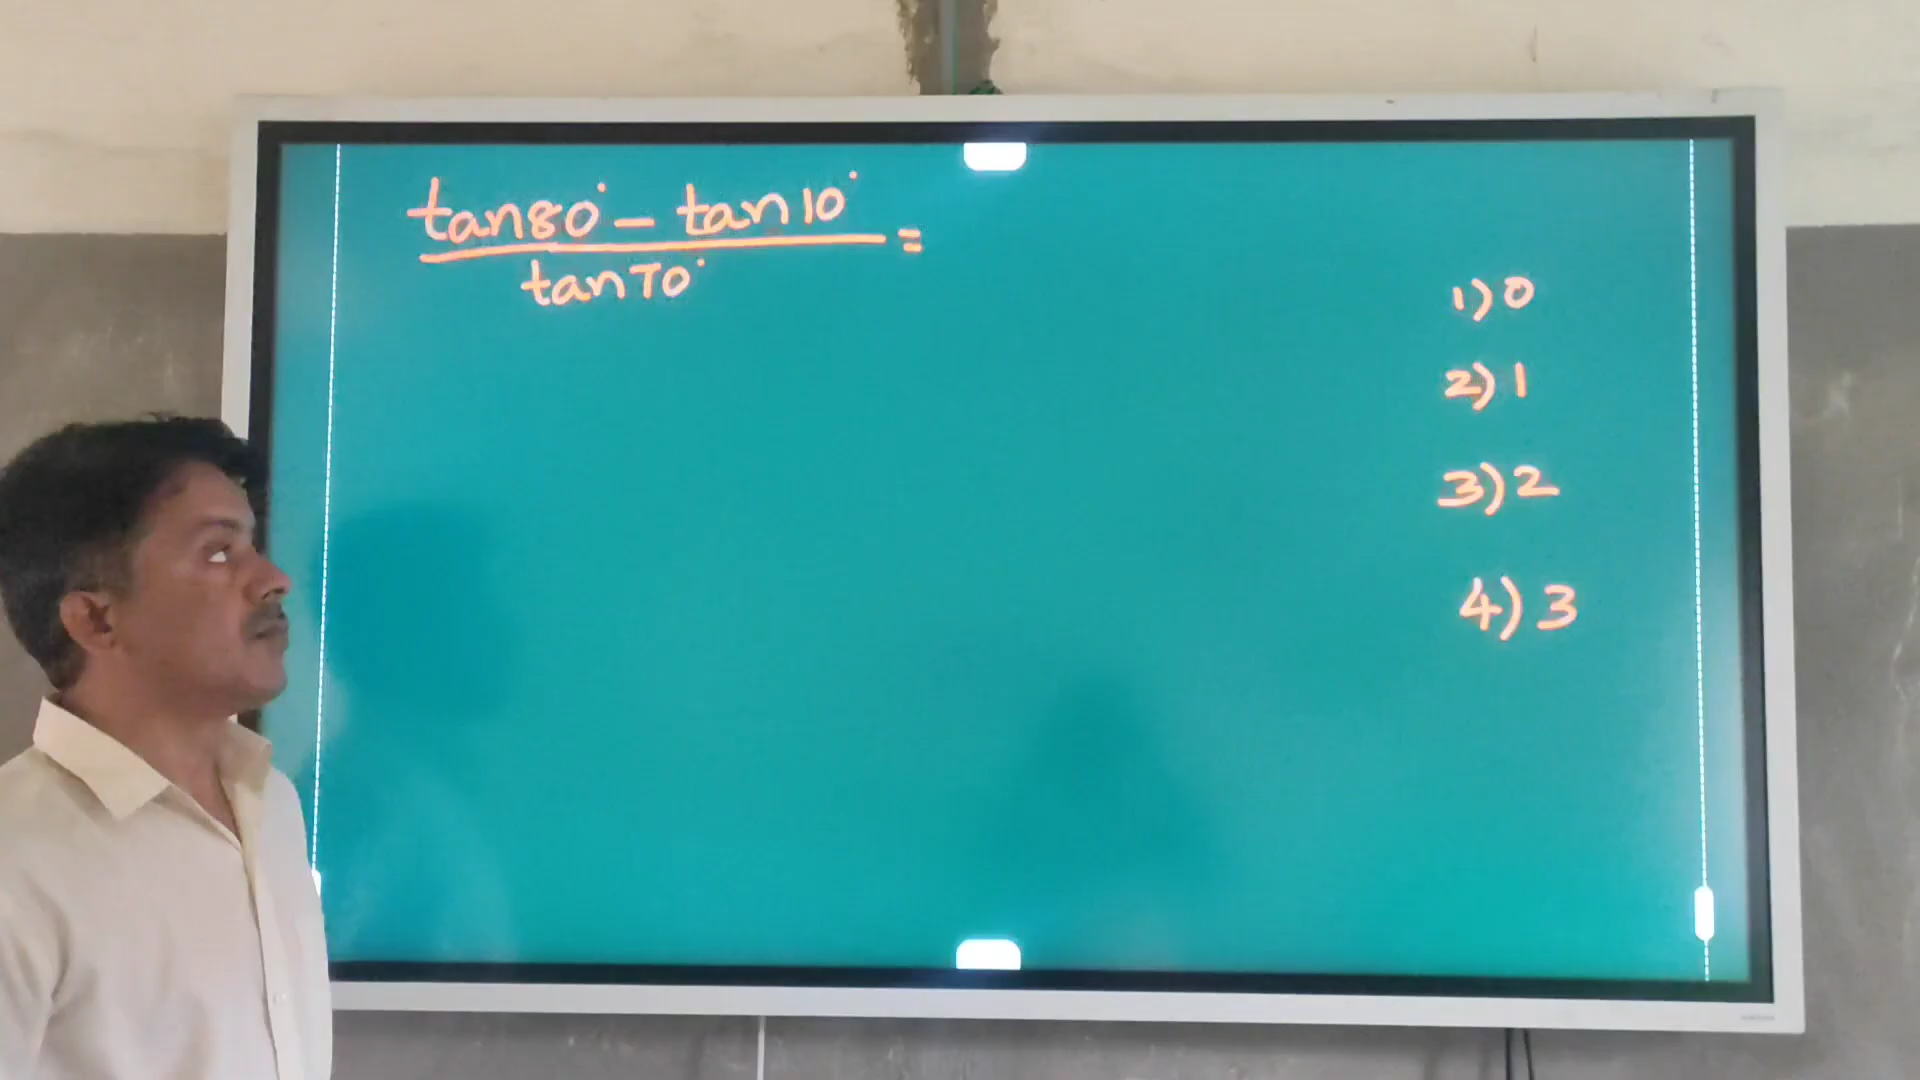 tan80° - tan10°
tan70° =
1) 0
2) 1
3) 2
4) 3